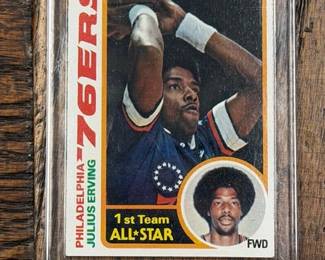 PHILADELPHIA 76ERS
JULIUS ERVING
1st Team
ALL★STAR
FWD